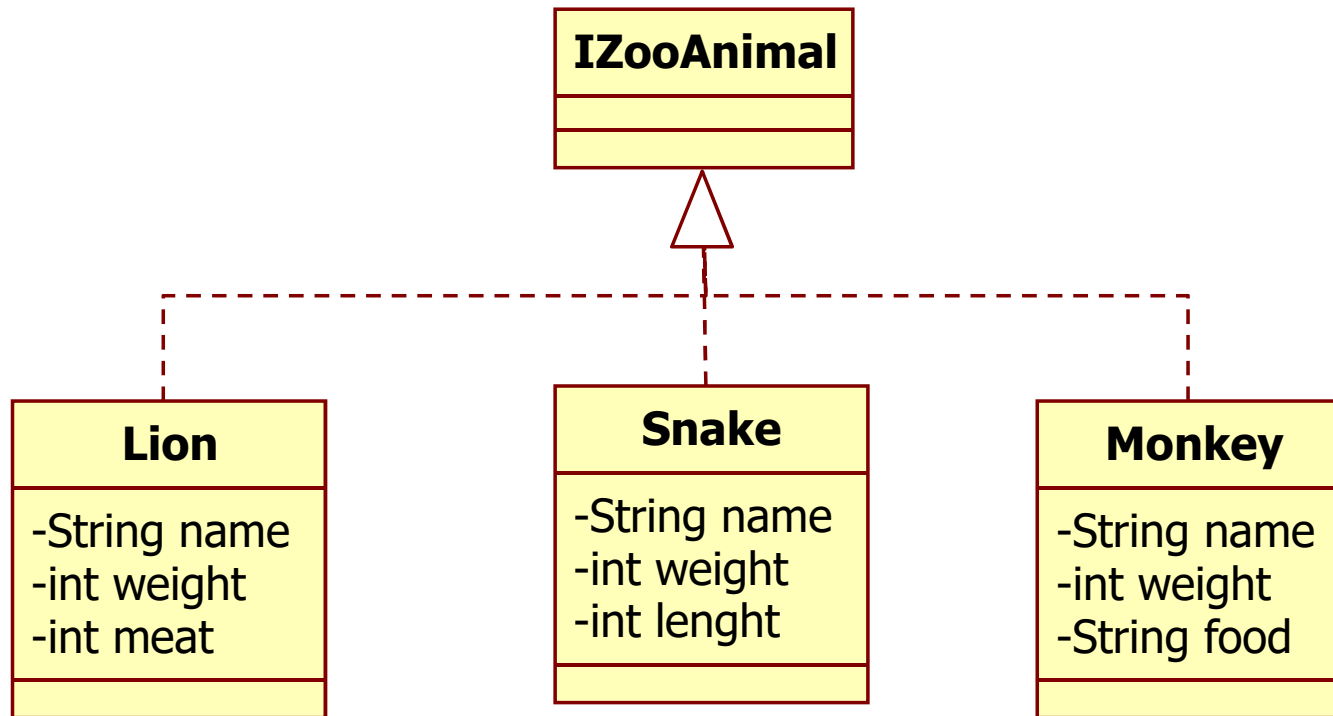 IZooAnimal
Lion
-String name
-int weight
-int meat
Snake
-String name
-int weight
-int lenght
Monkey
-String name
-int weight
-String food